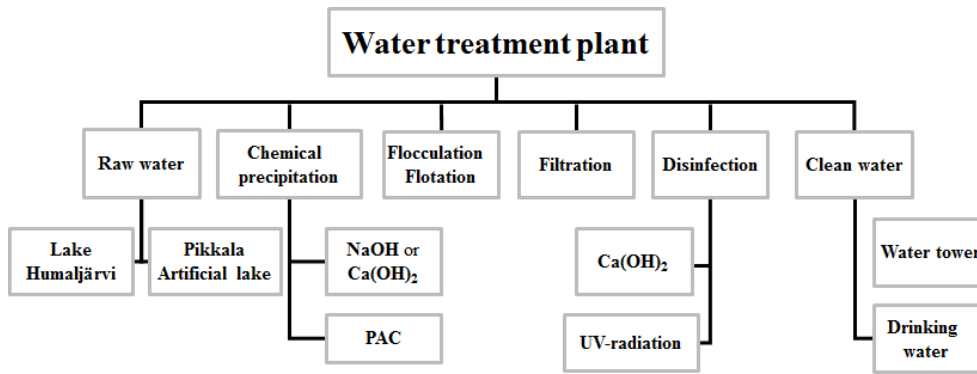 Water treatment plant
Raw water
Chemical
precipitation
Flocculation
Flotation
Filtration
Disinfection
Clean water
Lake
Humaljärvi
Pikkala
Artificial lake
NaOH or
Ca(OH)₂
PAC
Ca(OH)₂
UV-radiation
Water tower
Drinking
water